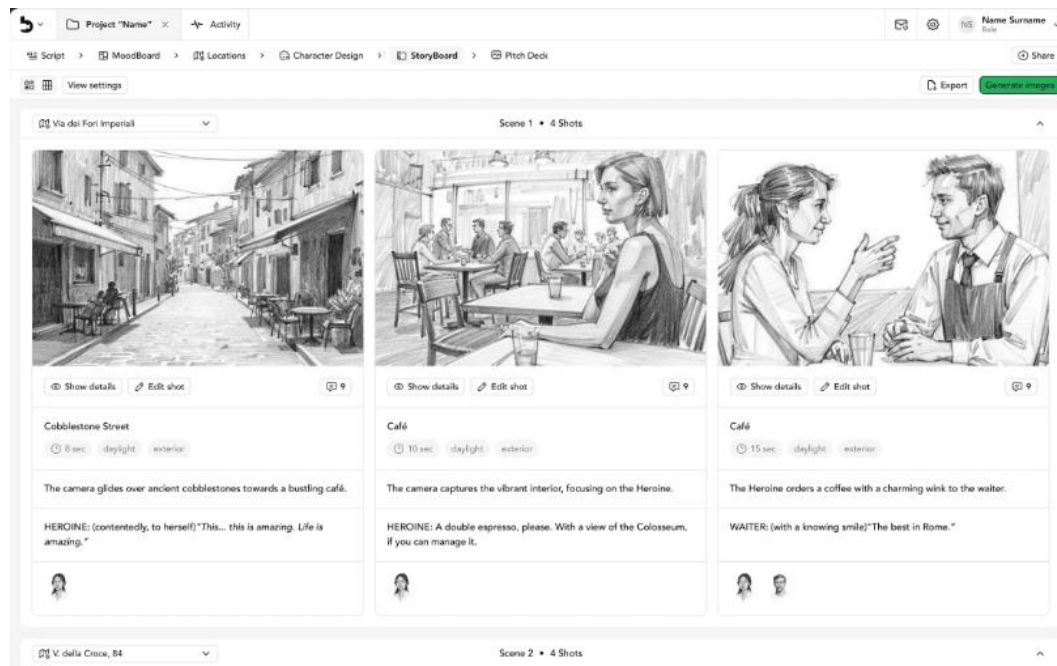 Project "Name" × Activity NS Name Surname
Role
Script > MoodBoard > Locations > Character Design > StoryBoard > Pitch Deck Share
View settings Export Generate images
Via dei Fori Imperiali Scene 1 • 4 Shots
Show details Edit shot 9 Show details Edit shot 9 Show details Edit shot 9
Cobblestone Street
8 sec daylight exterior
The camera glides over ancient cobblestones towards a bustling café.
HEROINE: (contentedly, to herself)"This... this is amazing. Life is
amazing."
Café
10 sec daylight exterior
The camera captures the vibrant interior, focusing on the Heroine.
HEROINE: A double espresso, please. With a view of the Colosseum,
if you can manage it.
Café
15 sec daylight exterior
The Heroine orders a coffee with a charming wink to the waiter.
WAITER: (with a knowing smile)"The best in Rome."
V. della Croce, 84 Scene 2 • 4 Shots